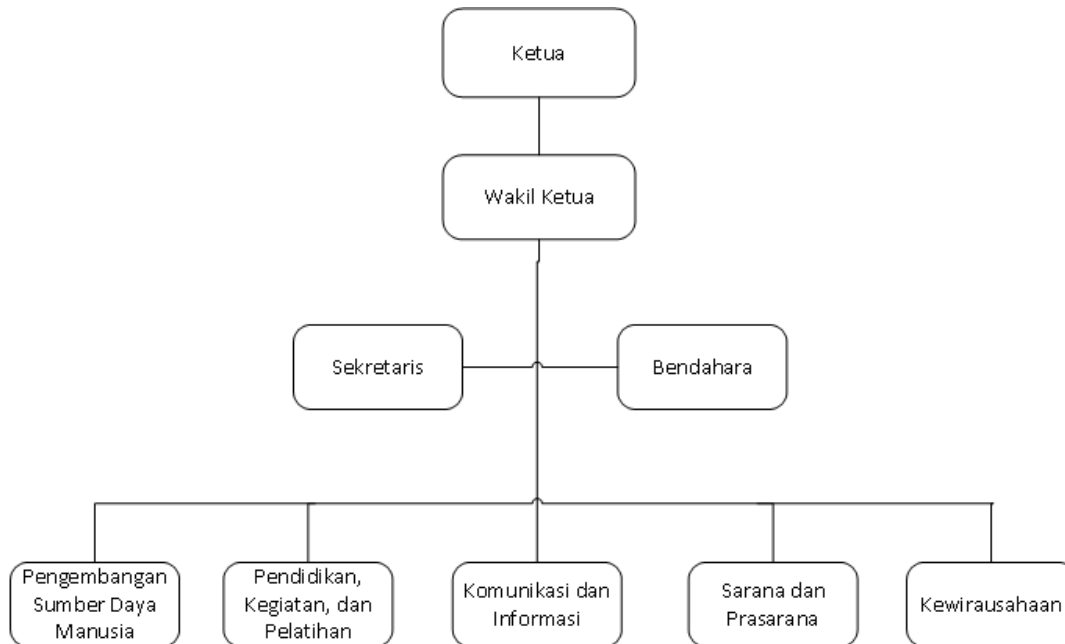 Ketua
Wakil Ketua
Sekretaris
Bendahara
Pengembangan
Sumber Daya
Manusia
Pendidikan,
Kegiatan, dan
Pelatihan
Komunikasi dan
Informasi
Sarana dan
Prasarana
Kewirausahaan